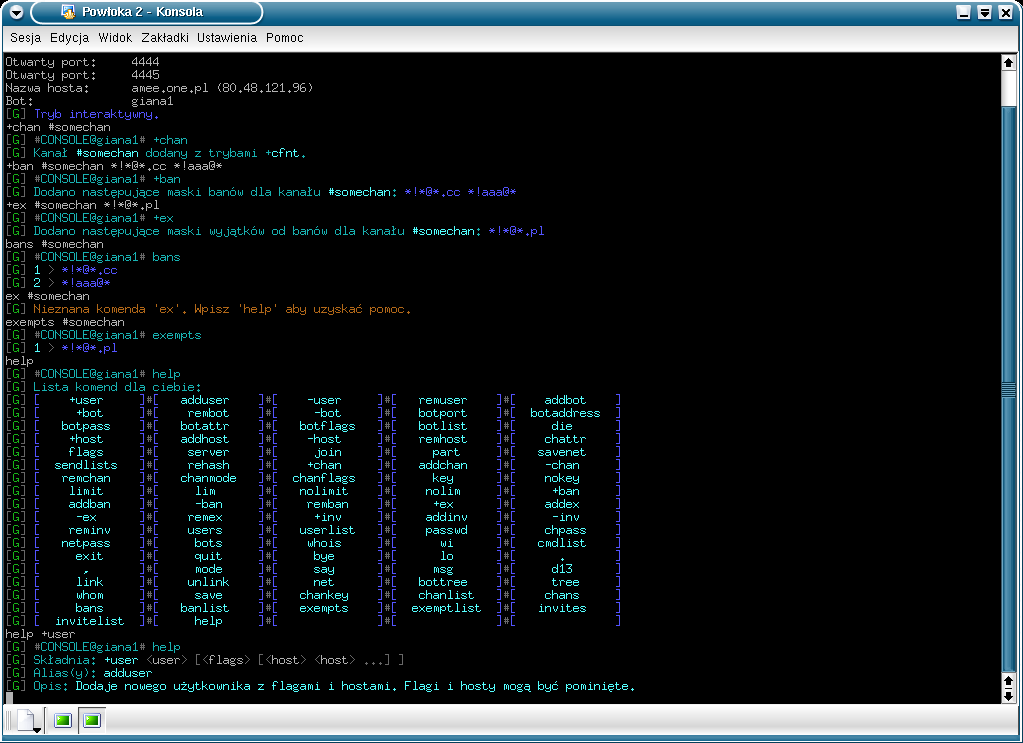 Powłoka 2 - Konsola
Sesja Edycja Widok Zakładki Ustawienia Pomoc
Otwarty port: 4444
Otwarty port: 4445
Nazwa hosta: amee.one.pl (80.48.121.96)
Bot: giana1
[G] Tryb interaktywny.
+chan #somechan
[G] #CONSOLE@giana1# +chan
[G] Kanał #somechan dodany z trybami +cfnt.
+ban #somechan *!*@*.cc *!aaa@*
[G] #CONSOLE@giana1# +ban
[G] Dodano następujące maski banów dla kanału #somechan: *!*@*.cc *!aaa@*
+ex #somechan *!*@*.pl
[G] #CONSOLE@giana1# +ex
[G] Dodano następujące maski wyjątków od banów dla kanału #somechan: *!*@*.pl
bans #somechan
[G] #CONSOLE@giana1# bans
[G] 1 > *!*@*.cc
[G] 2 > *!aaa@*
ex #somechan
[G] Nieznana komenda 'ex'. Wpisz 'help' aby uzyskać pomoc.
exempts #somechan
[G] #CONSOLE@giana1# exempts
[G] 1 > *!*@*.pl
help
[G] #CONSOLE@giana1# help
[G] Lista komend dla ciebie:
[G] [ +user ]#[ adduser ]#[ -user ]#[ remuser ]#[ addbot ]
[G] [ +bot ]#[ rembot ]#[ -bot ]#[ botport ]#[ botaddress ]
[G] [ botpass ]#[ botattr ]#[ botflags ]#[ botlist ]#[ die ]
[G] [ +host ]#[ addhost ]#[ -host ]#[ remhost ]#[ chattr ]
[G] [ flags ]#[ server ]#[ join ]#[ part ]#[ savenet ]
[G] [ sendlists ]#[ rehash ]#[ +chan ]#[ addchan ]#[ -chan ]
[G] [ remchan ]#[ chanmode ]#[ chanflags ]#[ key ]#[ nokey ]
[G] [ limit ]#[ lim ]#[ nolimit ]#[ nolim ]#[ +ban ]
[G] [ addban ]#[ -ban ]#[ remban ]#[ +ex ]#[ addex ]
[G] [ -ex ]#[ remex ]#[ +inv ]#[ addinv ]#[ -inv ]
[G] [ reminv ]#[ users ]#[ userlist ]#[ passwd ]#[ chpass ]
[G] [ netpass ]#[ bots ]#[ whois ]#[ wi ]#[ cmdlist ]
[G] [ exit ]#[ quit ]#[ bye ]#[ lo ]#[ . ]
[G] [ , ]#[ mode ]#[ say ]#[ msg ]#[ d13 ]
[G] [ link ]#[ unlink ]#[ net ]#[ bottree ]#[ tree ]
[G] [ whom ]#[ save ]#[ chankey ]#[ chanlist ]#[ chans ]
[G] [ bans ]#[ banlist ]#[ exempts ]#[ exemptlist ]#[ invites ]
[G] [ invitelist ]#[ help ]#[ ]#[ ]#[ ]
help +user
[G] #CONSOLE@giana1# help
[G] Składnia: +user <user> [<flags> [<host> <host> ...] ]
[G] Alias(y): adduser
[G] Opis: Dodaje nowego użytkownika z flagami i hostami. Flagi i hosty mogą być pominięte.